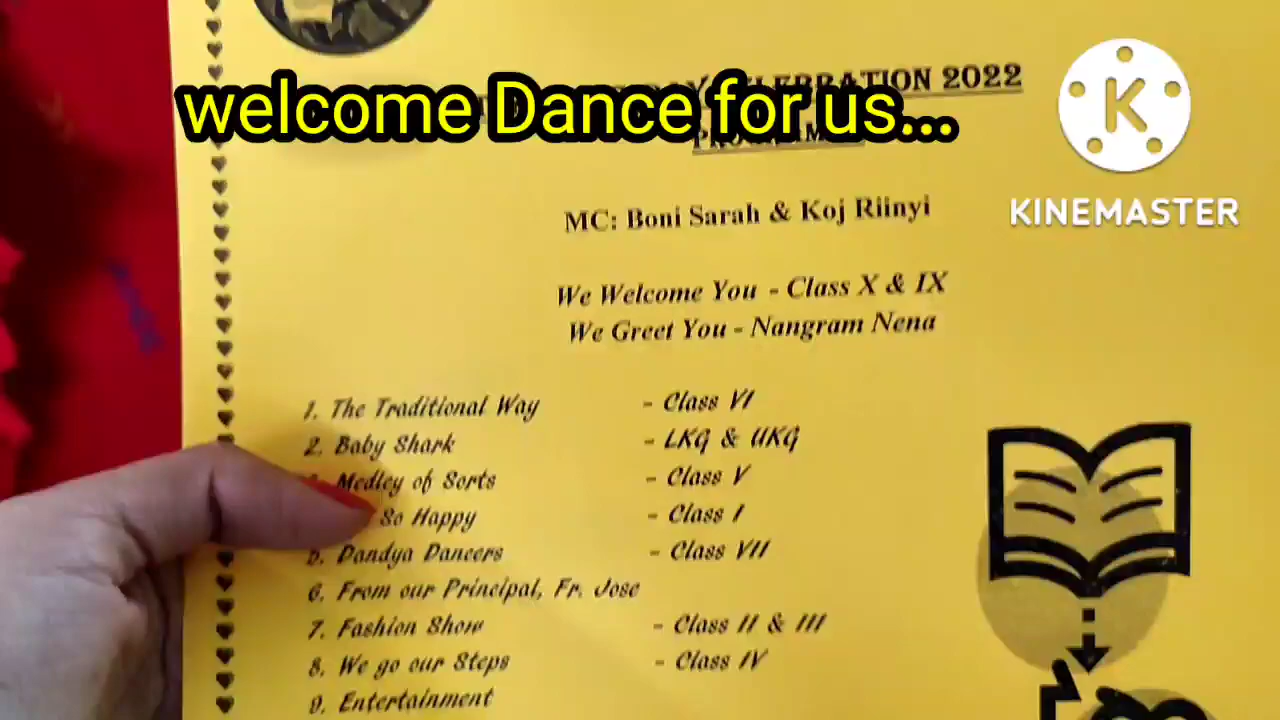 CELEBRATION 2022
welcome Dance for us...
K
KINEMASTER
MC: Boni Sarah & Koj Riinyi
We Welcome You - Class X & IX
We Greet You - Nangram Nena
1. The Traditional Way - Class VI
2. Baby Shark - LKG & UKG
Medley of Sorts - Class V
So Happy - Class I
5. Dandya Dancers - Class VII
6. From our Principal, Fr. Jose
7. Fashion Show - Class II & III
8. We go our Steps - Class IV
9. Entertainment